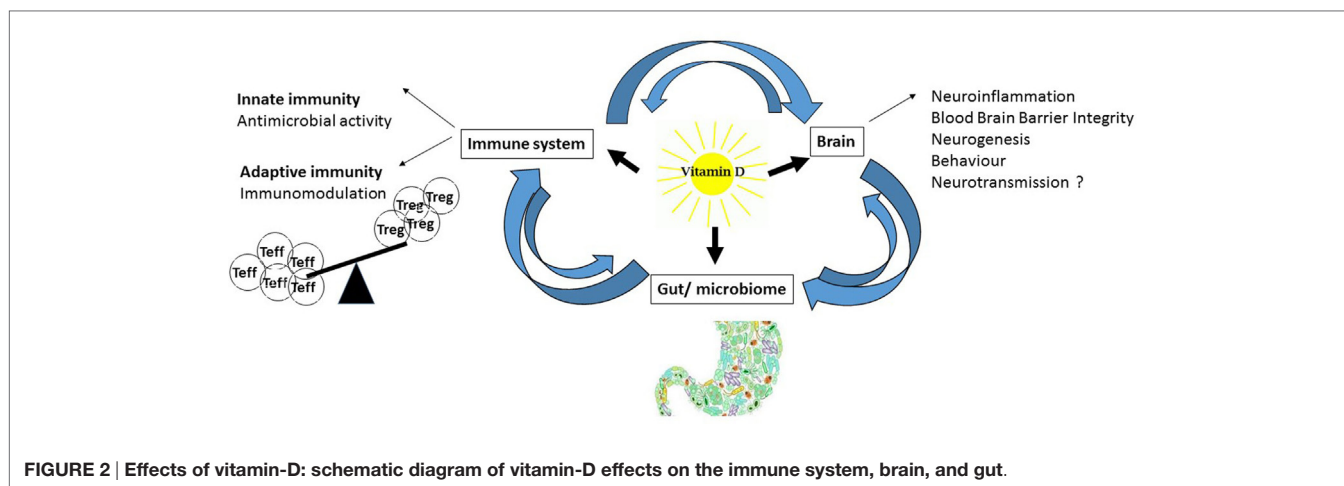 Innate immunity
Antimicrobial activity
Immune system
Adaptive immunity
Immunomodulation
Treg
Treg
Treg
Treg
Teff
Teff
Teff
Teff
Teff
Vitamin D
Brain
Neuroinflammation
Blood Brain Barrier Integrity
Neurogenesis
Behaviour
Neurotransmission ?
Gut/ microbiome
FIGURE 2 | Effects of vitamin-D: schematic diagram of vitamin-D effects on the immune system, brain, and gut.